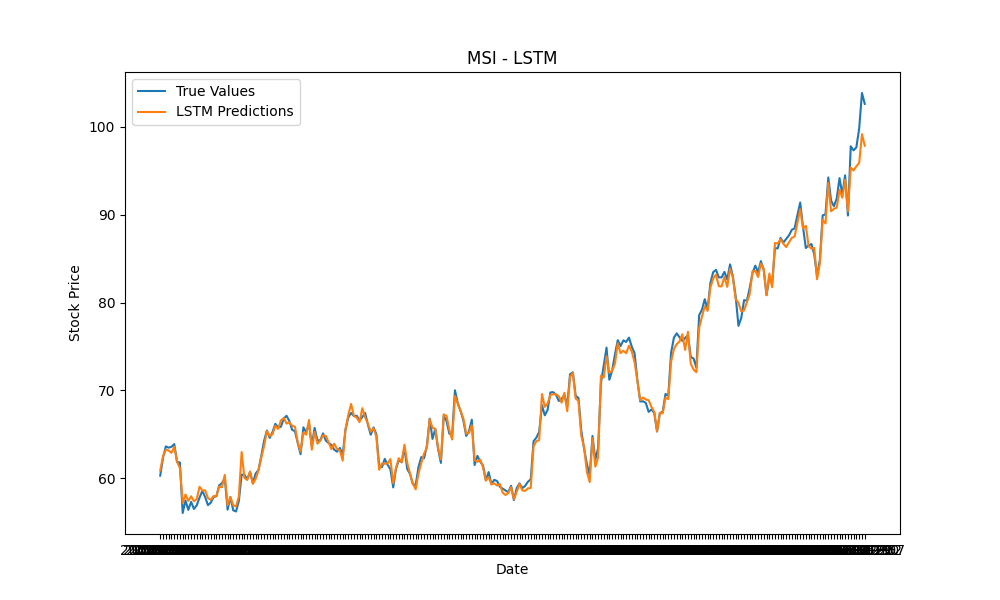 MSI - LSTM
True Values
LSTM Predictions
100
90
80
70
60
Stock Price
Date